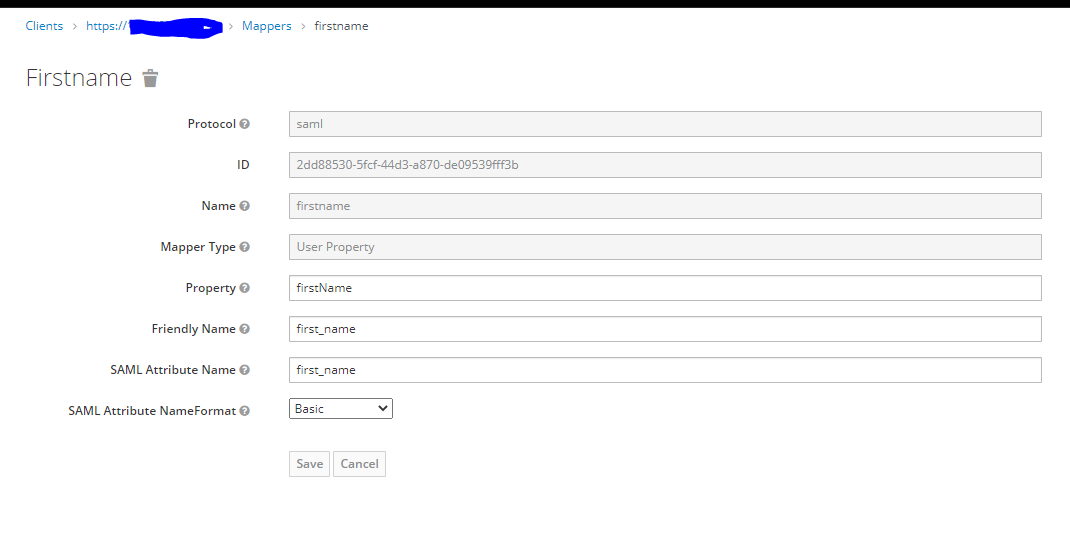 Clients > https:// > Mappers > firstname
Firstname
Protocol saml
ID 2dd88530-5fcf-44d3-a870-de09539fff3b
Name firstname
Mapper Type User Property
Property firstName
Friendly Name first_name
SAML Attribute Name first_name
SAML Attribute NameFormat Basic
Save Cancel